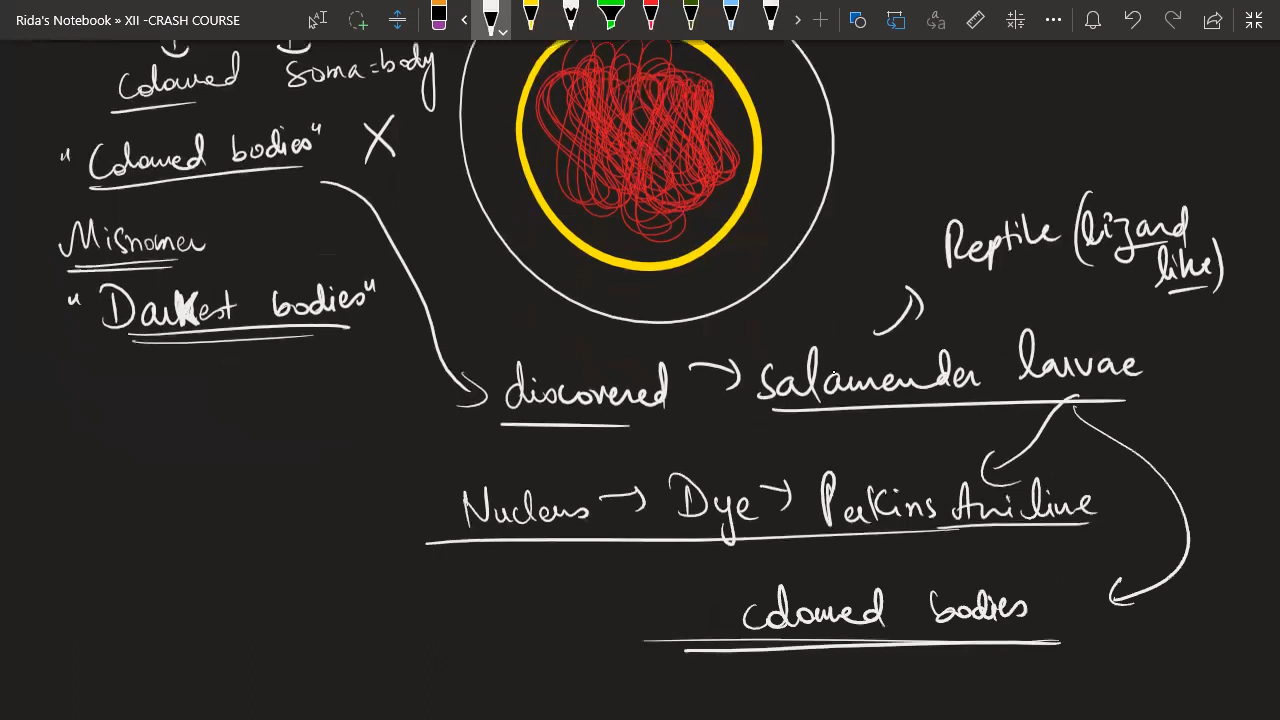 Rida's Notebook » XII -CRASH COURSE
Coloured Soma = body
"Coloured bodies" X
Misnomer
"Darkest bodies"
Reptile (lizard
like)
discovered → salamender larvae
Nucleus → Dye → Perkins Aniline
coloured bodies